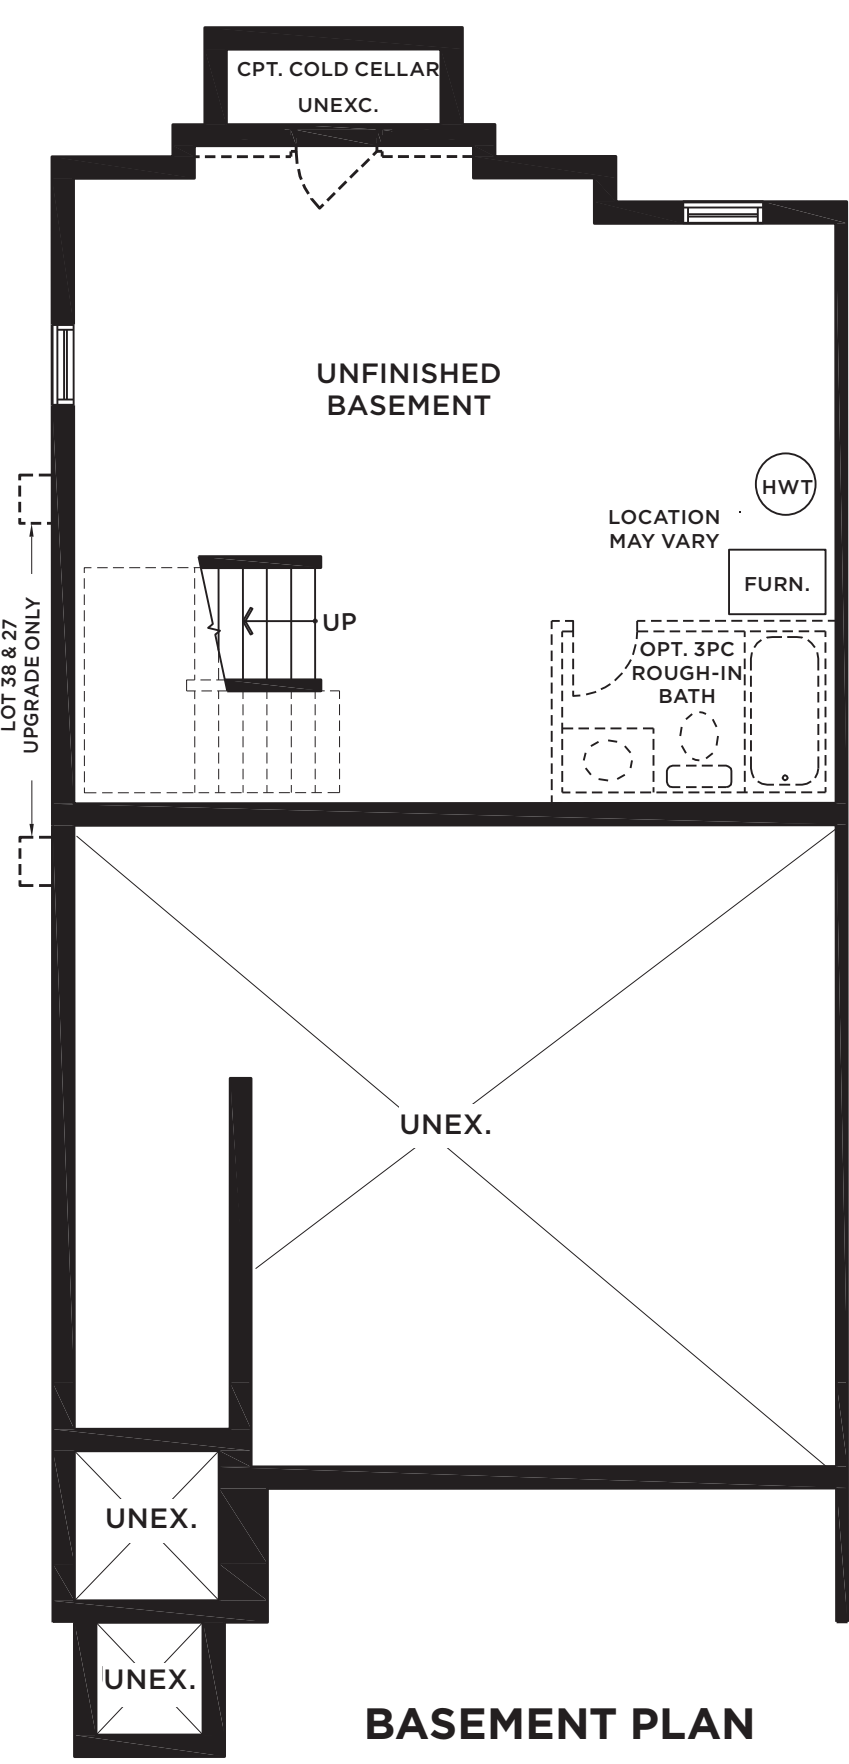 CPT. COLD CELLAR
UNEXC.
UNFINISHED
BASEMENT
HWT
LOCATION
MAY VARY
FURN.
UP
OPT. 3PC
ROUGH-IN
BATH
LOT 38 & 27
UPGRADE ONLY
UNEX.
UNEX.
UNEX.
BASEMENT PLAN